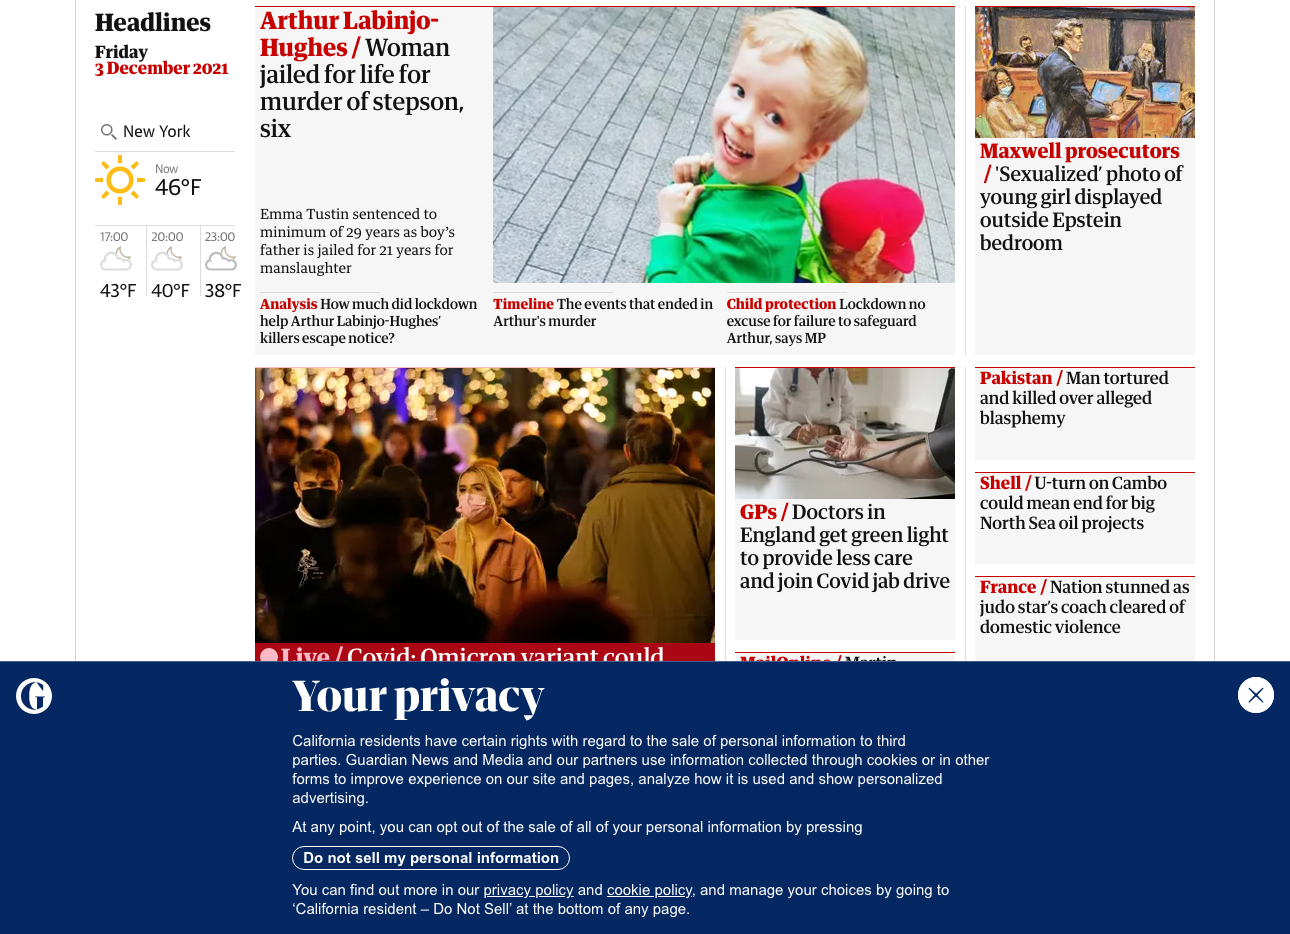 Headlines
Friday
3 December 2021
New York
Now
46°F
17:00
20:00
23:00
43°F
40°F
38°F
Arthur Labinjo-
Hughes / Woman
jailed for life for
murder of stepson,
six
Emma Tustin sentenced to
minimum of 29 years as boy’s
father is jailed for 21 years for
manslaughter
Analysis How much did lockdown
help Arthur Labinjo-Hughes’
killers escape notice?
Timeline The events that ended in
Arthur's murder
Child protection Lockdown no
excuse for failure to safeguard
Arthur, says MP
Maxwell prosecutors
/ 'Sexualized’ photo of
young girl displayed
outside Epstein
bedroom
Live / Covid: Omicron variant could
GPs / Doctors in
England get green light
to provide less care
and join Covid jab drive
MailOnline / Martin
Pakistan / Man tortured
and killed over alleged
blasphemy
Shell / U-turn on Cambo
could mean end for big
North Sea oil projects
France / Nation stunned as
judo star’s coach cleared of
domestic violence
Your privacy
California residents have certain rights with regard to the sale of personal information to third
parties. Guardian News and Media and our partners use information collected through cookies or in other
forms to improve experience on our site and pages, analyze how it is used and show personalized
advertising.
At any point, you can opt out of the sale of all of your personal information by pressing
Do not sell my personal information
You can find out more in our privacy policy and cookie policy, and manage your choices by going to
‘California resident – Do Not Sell’ at the bottom of any page.